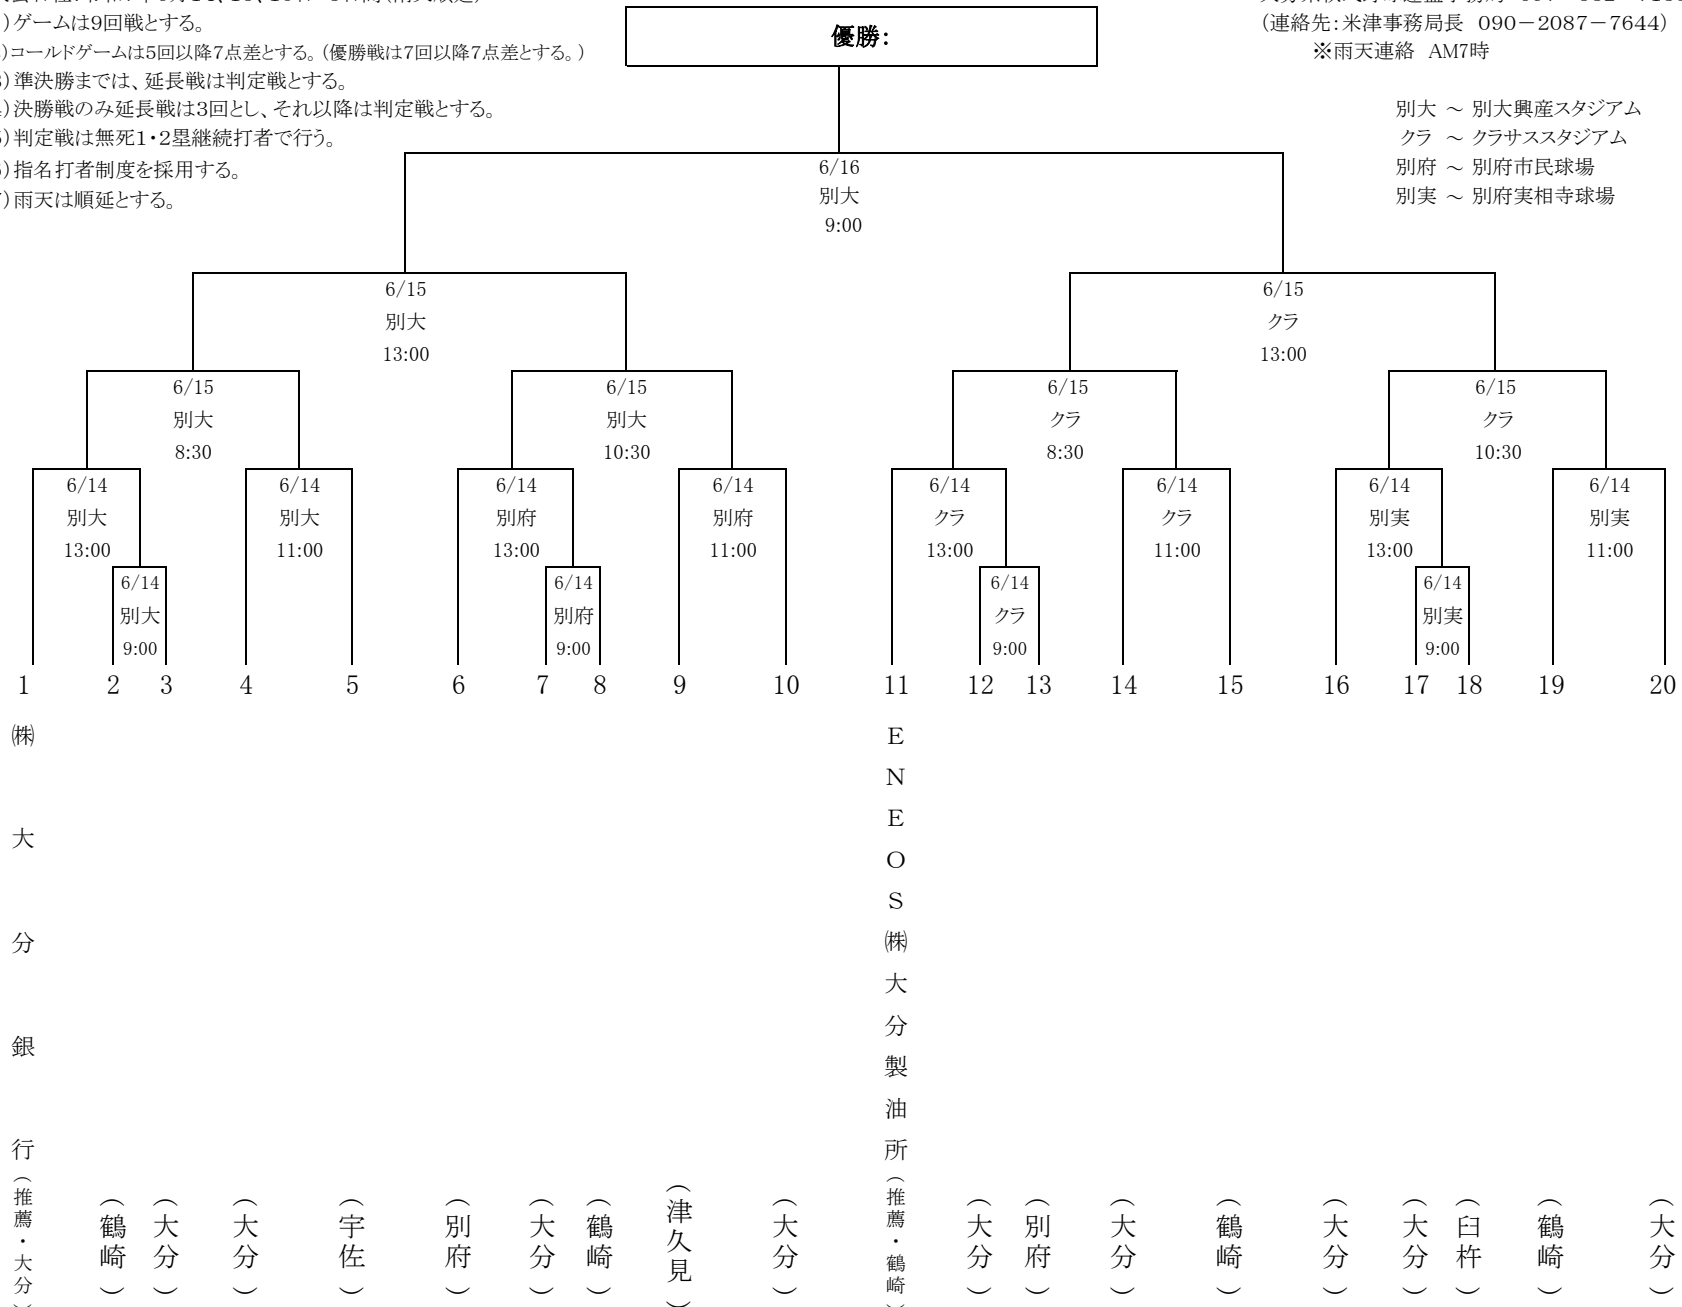 )ゲームは9回戦とする。
)コールドゲームは5回以降7点差とする。(優勝戦は7回以降7点差とする。)
)準決勝までは、延長戦は判定戦とする。
)決勝戦のみ延長戦は3回とし、それ以降は判定戦とする。
)判定戦は無死1・2塁継続打者で行う。
)指名打者制度を採用する。
)雨天は順延とする。
優勝:
(連絡先:米津事務局長 090-2087-7644)
※雨天連絡 AM7時
別大 ～ 別大興産スタジアム
クラ ～ クラサススタジアム
別府 ～ 別府市民球場
別実 ～ 別府実相寺球場
6/16
別大
9:00
6/15
別大
13:00
6/15
クラ
13:00
6/15
別大
8:30
6/15
別大
10:30
6/15
クラ
8:30
6/15
クラ
10:30
6/14
別大
13:00
6/14
別大
11:00
6/14
別府
13:00
6/14
別府
11:00
6/14
クラ
13:00
6/14
クラ
11:00
6/14
別実
13:00
6/14
別実
11:00
6/14
別大
9:00
6/14
別府
9:00
6/14
クラ
9:00
6/14
別実
9:00
1 2 3 4 5 6 7 8 9 10 11 12 13 14 15 16 17 18 19 20
㈱大分銀行(推薦・大分)
(鶴崎)
(大分)
(大分)
(宇佐)
(別府)
(大分)
(鶴崎)
(津久見)
(大分)
ENEOS㈱大分製油所(推薦・鶴崎)
(大分)
(別府)
(大分)
(鶴崎)
(大分)
(大分)
(臼杵)
(鶴崎)
(大分)